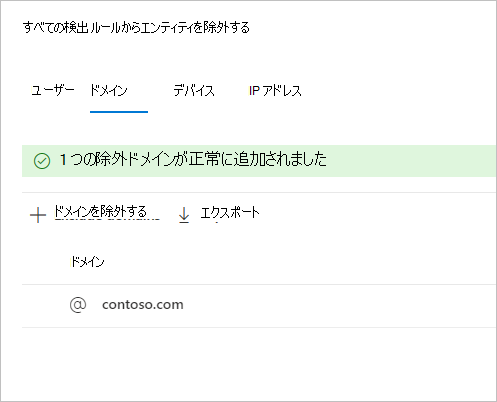 すべての検出 ルールからエンティティを除外する
ユーザー ドメイン デバイス IP アドレス
1 つの除外ドメインが正常に追加されました
ドメインを除外する エクスポート
ドメイン
@ contoso.com